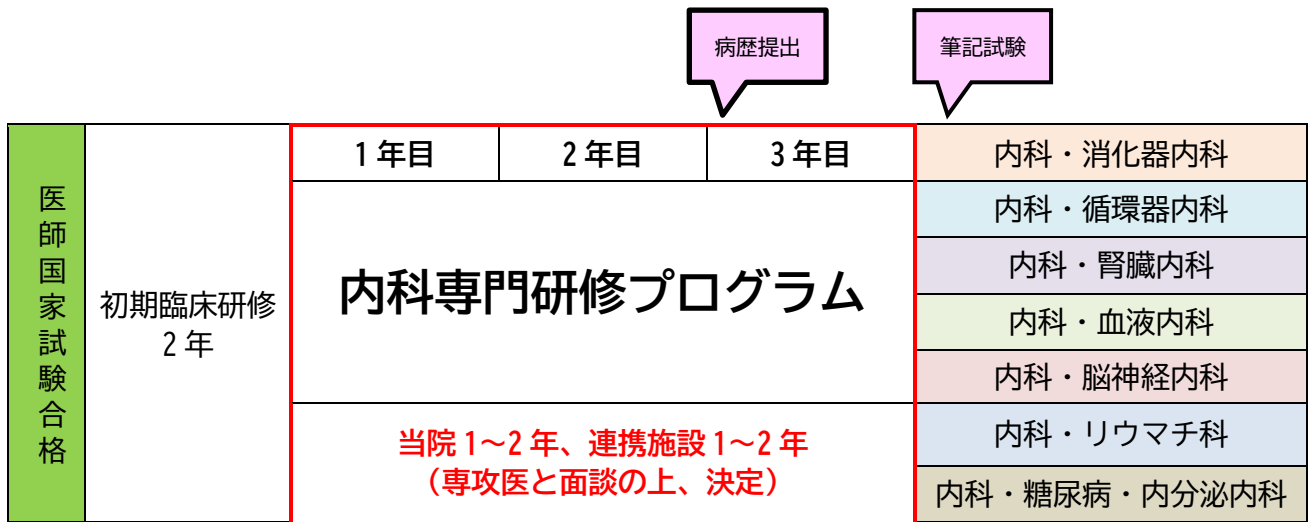 病歴提出
筆記試験
医師国家試験合格
初期臨床研修
2年
1年目
2年目
3年目
内科専門研修プログラム
当院1～2年、連携施設1～2年
（専攻医と面談の上、決定）
内科・消化器内科
内科・循環器内科
内科・腎臓内科
内科・血液内科
内科・脳神経内科
内科・リウマチ科
内科・糖尿病・内分泌内科